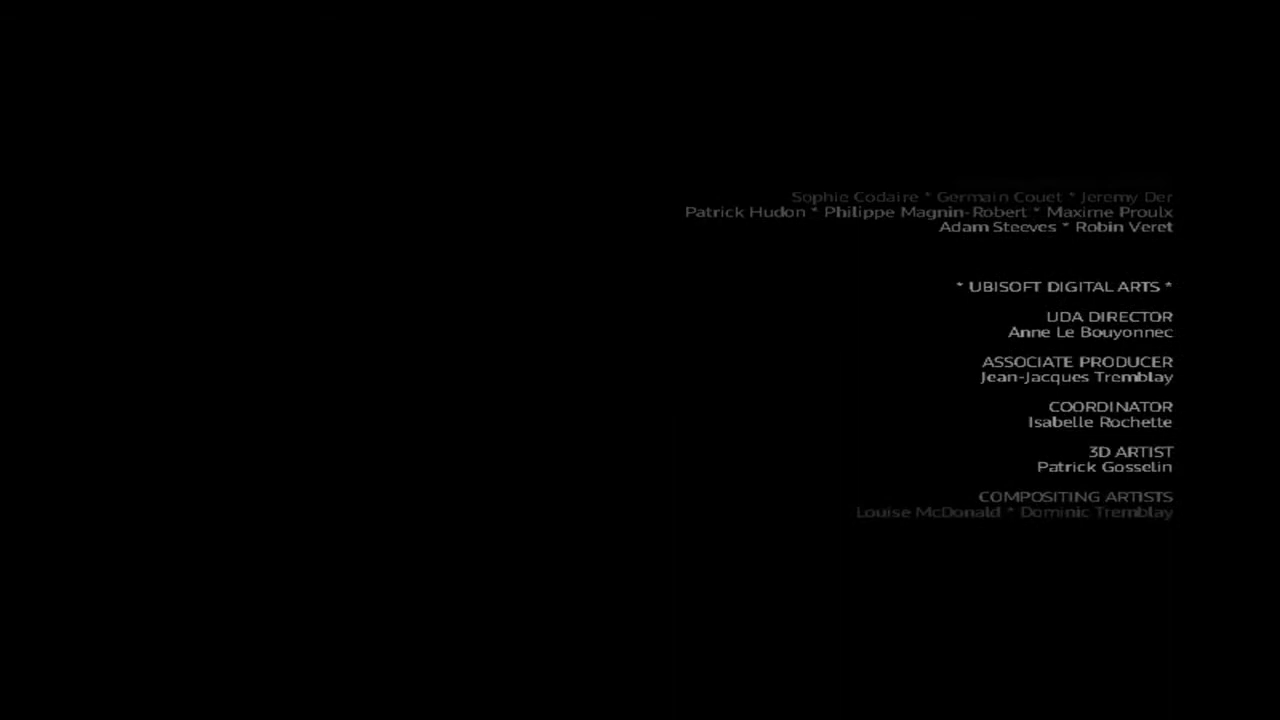 Sophie Codaire * Germain Couet * Jeremy Der
Patrick Hudon * Philippe Magnin-Robert * Maxime Proulx
Adam Steeves * Robin Veret
* UBISOFT DIGITAL ARTS *
UDA DIRECTOR
Anne Le Bouyonnec
ASSOCIATE PRODUCER
Jean-Jacques Tremblay
COORDINATOR
Isabelle Rochette
3D ARTIST
Patrick Gosselin
COMPOSITING ARTISTS
Louise McDonald * Dominic Tremblay